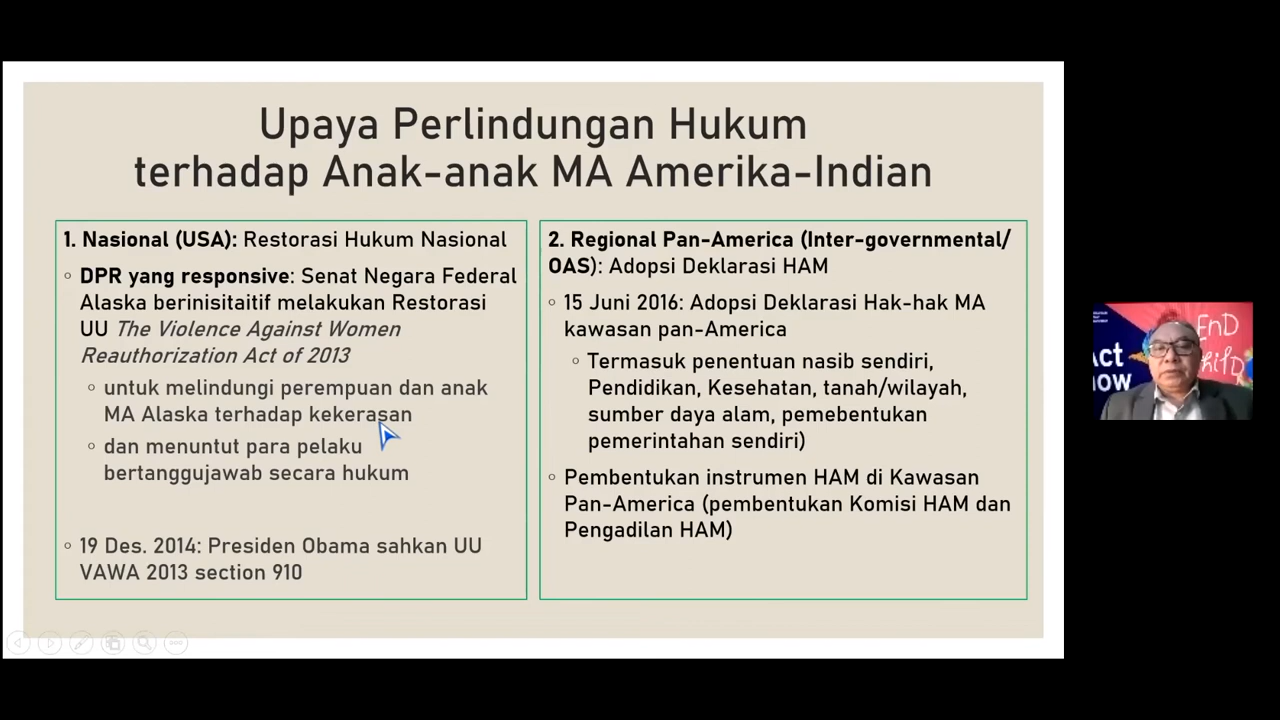 Upaya Perlindungan Hukum
terhadap Anak-anak MA Amerika-Indian
1. Nasional (USA): Restorasi Hukum Nasional
◦ DPR yang responsive: Senat Negara Federal
Alaska berinisitaitif melakukan Restorasi
UU The Violence Against Women
Reauthorization Act of 2013
◦ untuk melindungi perempuan dan anak
MA Alaska terhadap kekerasan
◦ dan menuntut para pelaku
bertanggujawab secara hukum
◦ 19 Des. 2014: Presiden Obama sahkan UU
VAWA 2013 section 910
2. Regional Pan-America (Inter-governmental/
OAS): Adopsi Deklarasi HAM
◦ 15 Juni 2016: Adopsi Deklarasi Hak-hak MA
kawasan pan-America
◦ Termasuk penentuan nasib sendiri,
Pendidikan, Kesehatan, tanah/wilayah,
sumber daya alam, pemebentukan
pemerintahan sendiri)
◦ Pembentukan instrumen HAM di Kawasan
Pan-America (pembentukan Komisi HAM dan
Pengadilan HAM)
EnD